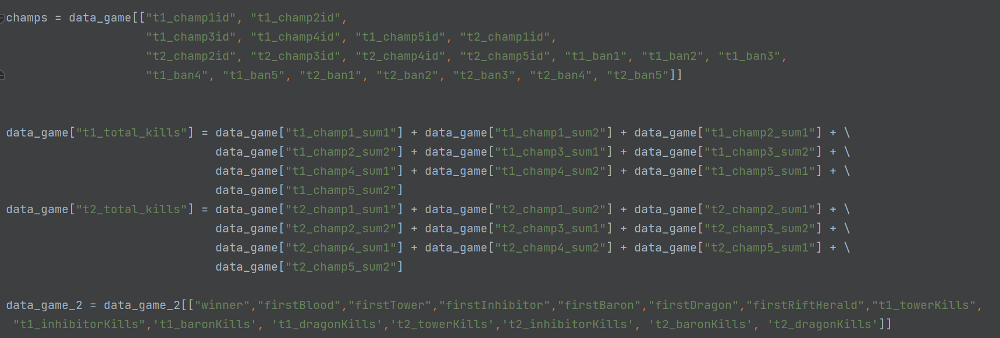 champs = data_game[["t1_champ1id", "t1_champ2id",
"t1_champ3id", "t1_champ4id", "t1_champ5id", "t2_champ1id",
"t2_champ2id", "t2_champ3id", "t2_champ4id", "t2_champ5id", "t1_ban1", "t1_ban2", "t1_ban3",
"t1_ban4", "t1_ban5", "t2_ban1", "t2_ban2", "t2_ban3", "t2_ban4", "t2_ban5"]]
data_game["t1_total_kills"] = data_game["t1_champ1_sum1"] + data_game["t1_champ1_sum2"] + data_game["t1_champ2_sum1"] + \
data_game["t1_champ2_sum2"] + data_game["t1_champ3_sum1"] + data_game["t1_champ3_sum2"] + \
data_game["t1_champ4_sum1"] + data_game["t1_champ4_sum2"] + data_game["t1_champ5_sum1"] + \
data_game["t1_champ5_sum2"]
data_game["t2_total_kills"] = data_game["t2_champ1_sum1"] + data_game["t2_champ1_sum2"] + data_game["t2_champ2_sum1"] + \
data_game["t2_champ2_sum2"] + data_game["t2_champ3_sum1"] + data_game["t2_champ3_sum2"] + \
data_game["t2_champ4_sum1"] + data_game["t2_champ4_sum2"] + data_game["t2_champ5_sum1"] + \
data_game["t2_champ5_sum2"]
data_game_2 = data_game_2[["winner","firstBlood","firstTower","firstInhibitor","firstBaron","firstDragon","firstRiftHerald","t1_towerKills",
"t1_inhibitorKills",'t1_baronKills', 't1_dragonKills','t2_towerKills','t2_inhibitorKills', 't2_baronKills', 't2_dragonKills']]